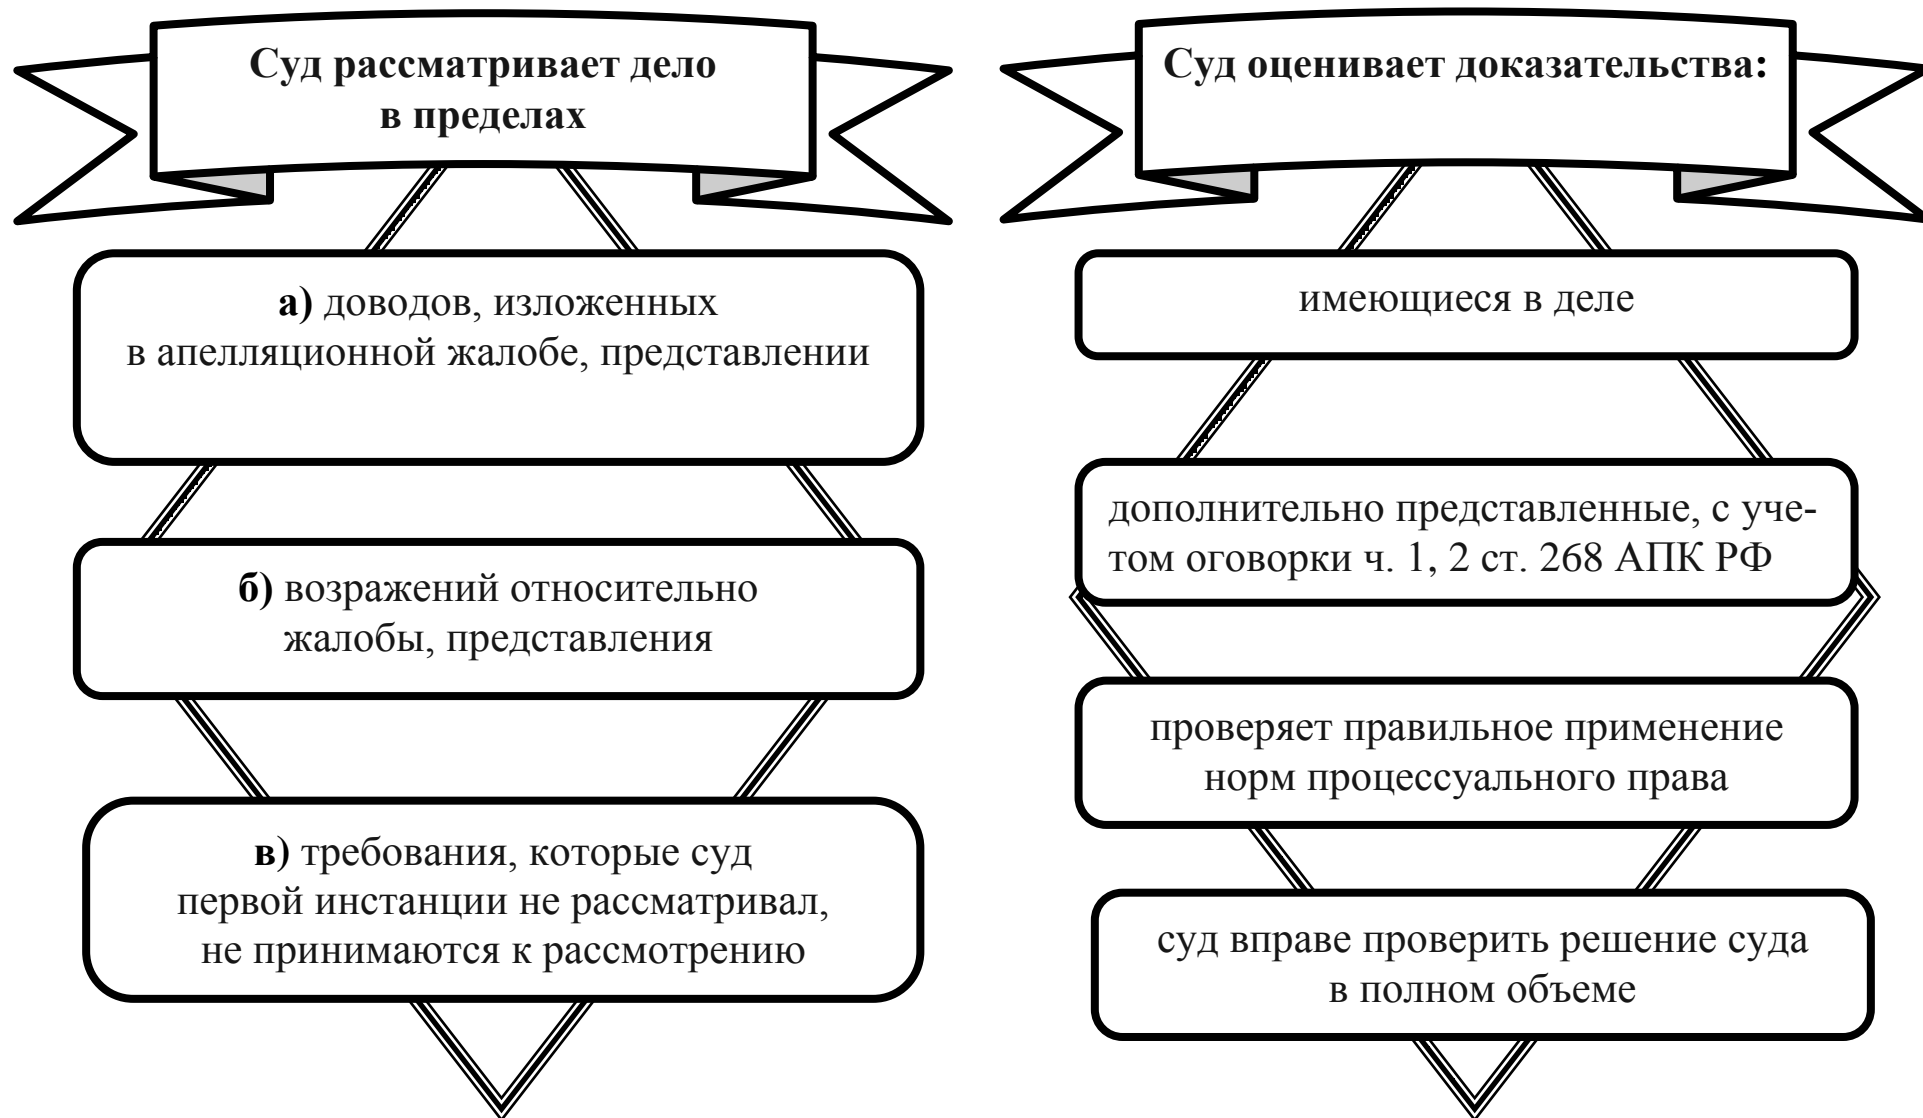 Суд рассматривает дело
в пределах
а) доводов, изложенных
в апелляционной жалобе, представлении
б) возражений относительно
жалобы, представления
в) требования, которые суд
первой инстанции не рассматривал,
не принимаются к рассмотрению
Суд оценивает доказательства:
имеющиеся в деле
дополнительно представленные, с уче-
том оговорки ч. 1, 2 ст. 268 АПК РФ
проверяет правильное применение
норм процессуального права
суд вправе проверить решение суда
в полном объеме